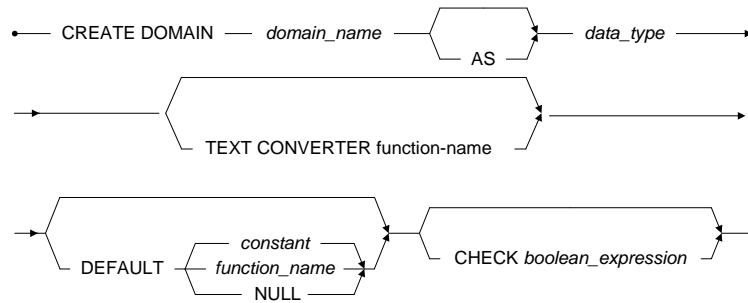 CREATE DOMAIN domain_name data_type
AS
TEXT CONVERTER function-name
constant
DEFAULT function_name CHECK boolean_expression
NULL